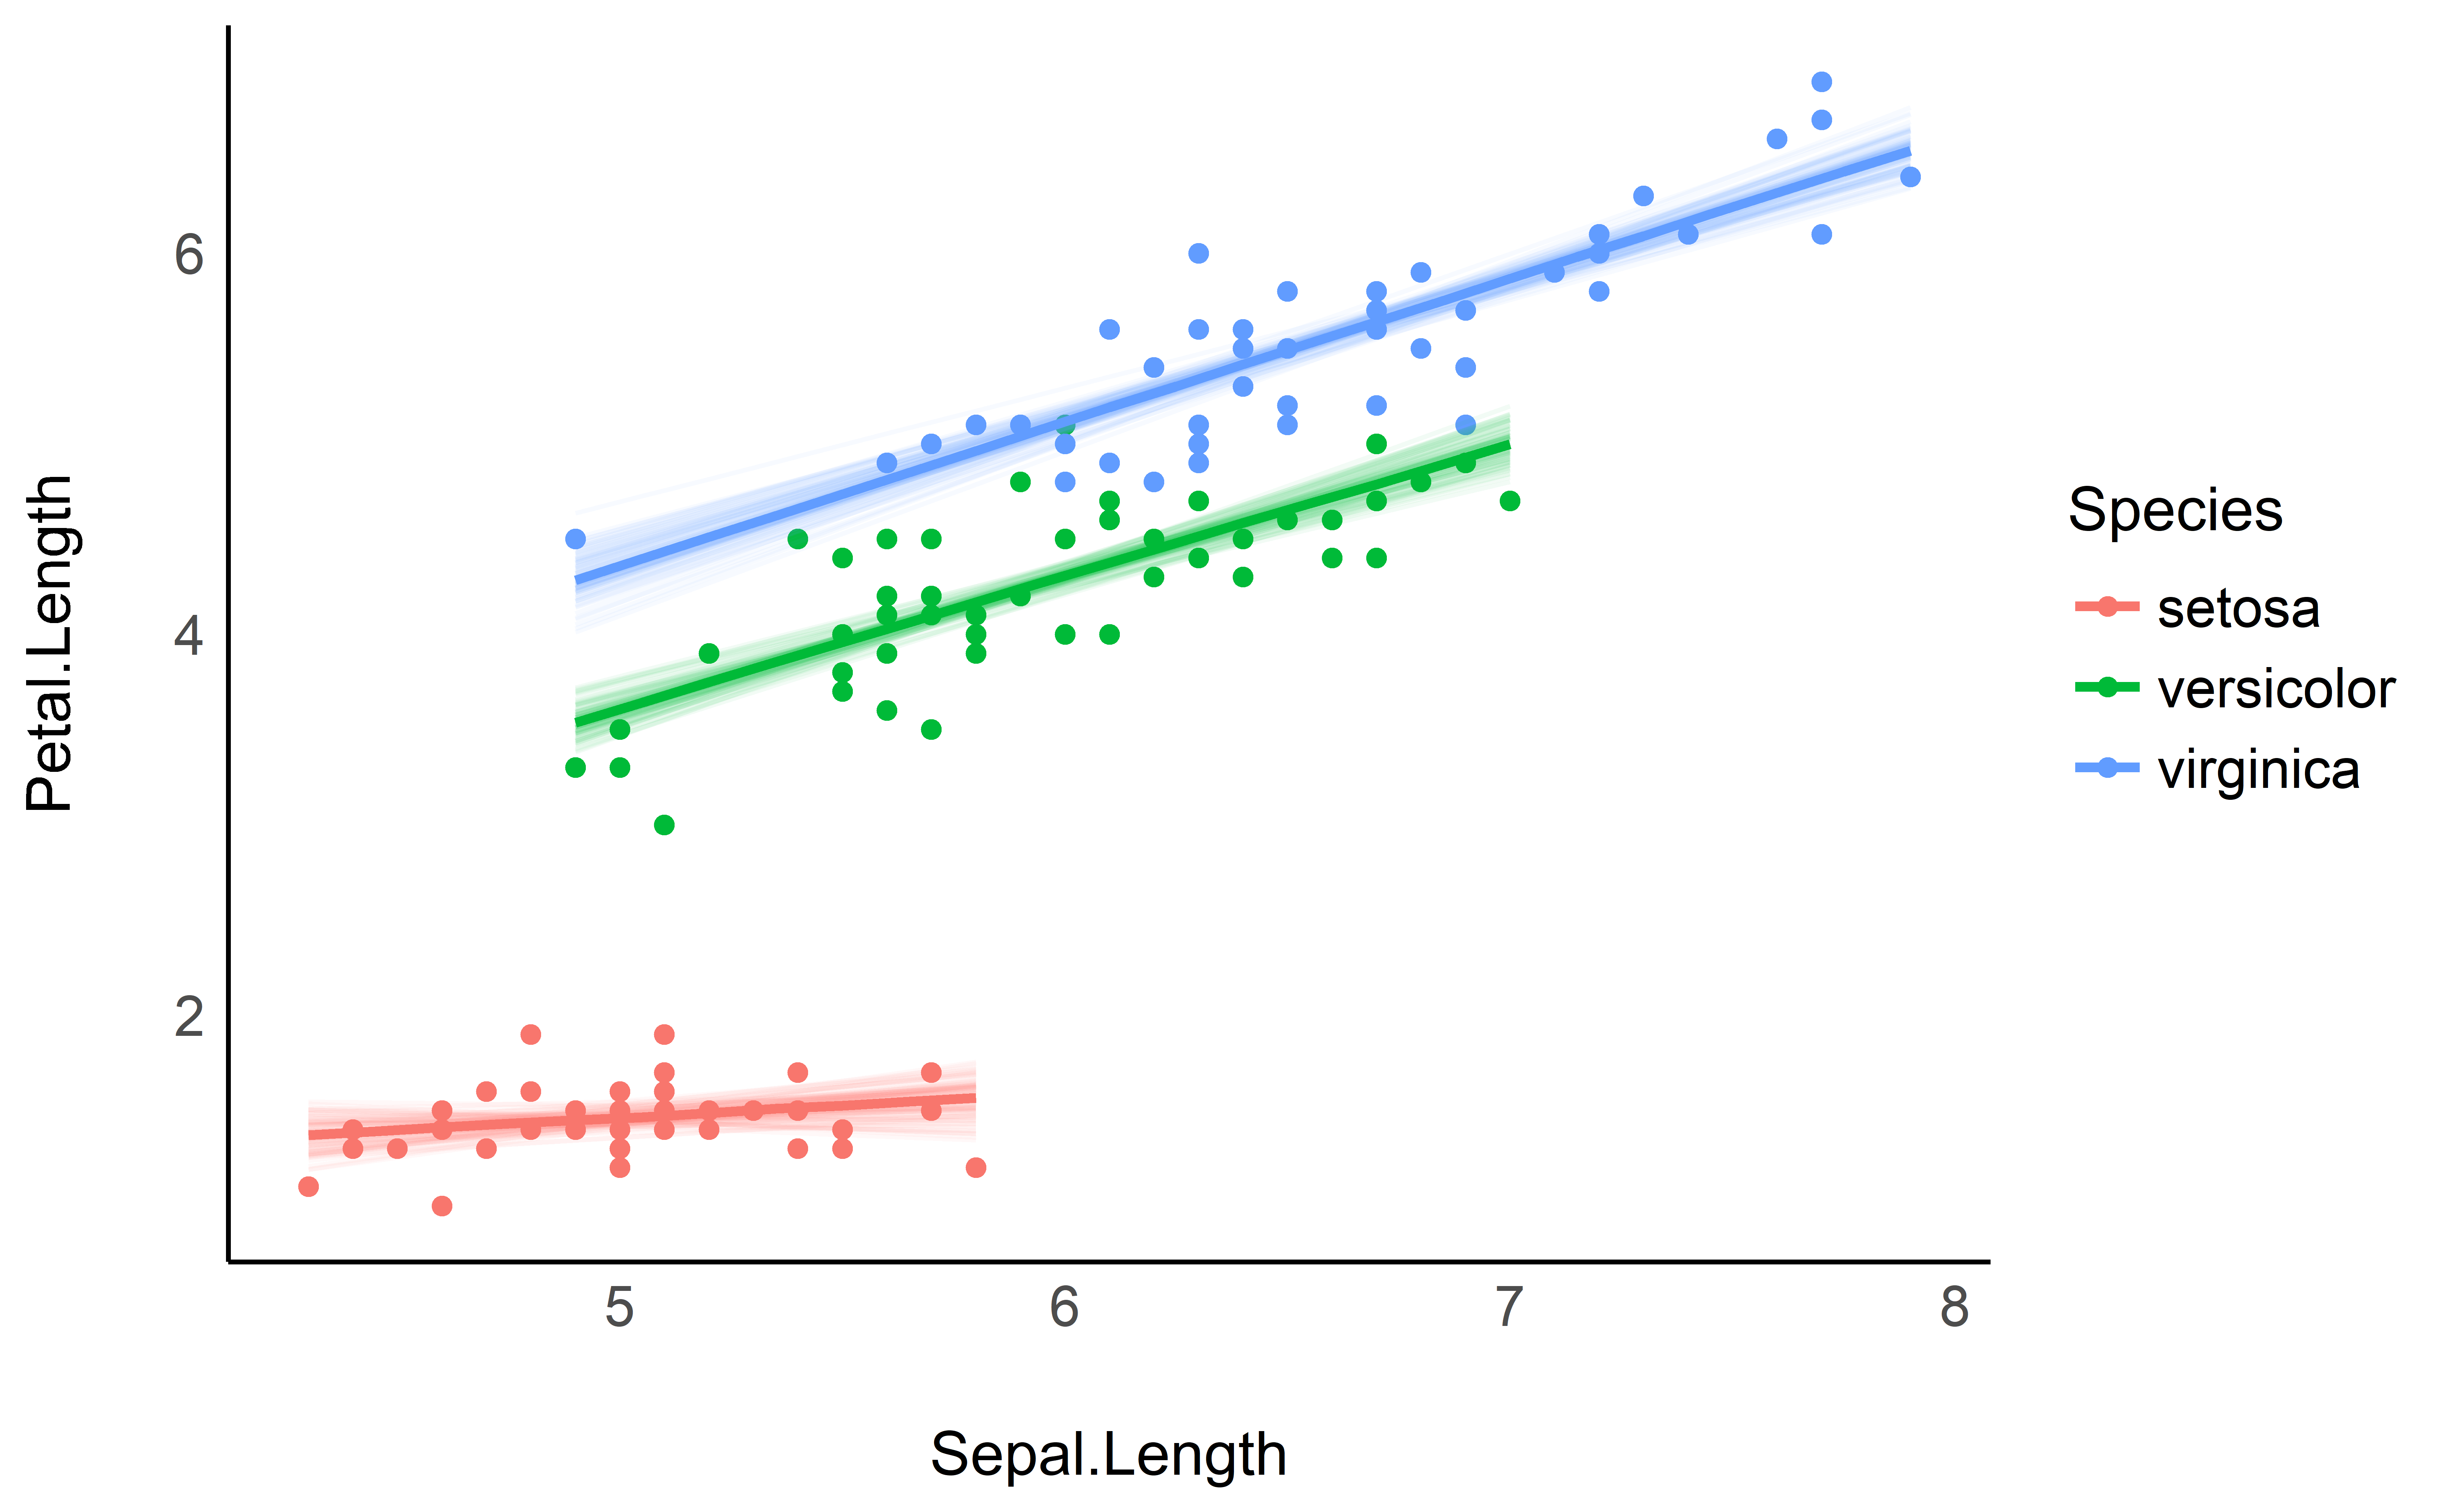 Petal.Length
6
4
2
5 6 7 8
Sepal.Length
Species
setosa
versicolor
virginica